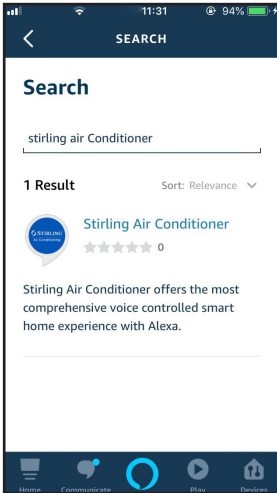 11:31
94%
SEARCH
Search
stirling air Conditioner
1 Result
Sort: Relevance
STIRLING
Air Conditioning
Stirling Air Conditioner
0
Stirling Air Conditioner offers the most
comprehensive voice controlled smart
home experience with Alexa.
Home Communicate Play Devices